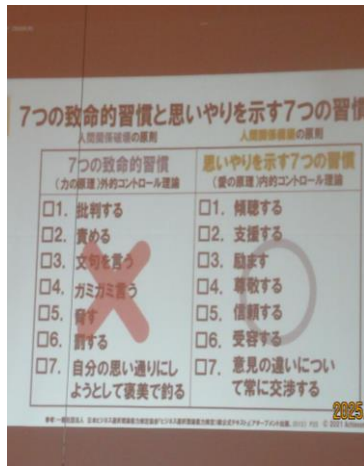 7つの致命的習慣と思いやりを示す7つの習慣
人間関係破壊の原則
人間関係構築の原則
7つの致命的習慣
(力の原理)外的コントロール理論
□1. 批判する
□2. 責める
□3. 文句を言う
□4. ガミガミ言う
□5. 脅す
□6. 罰する
□7. 自分の思い通りにし
ようとして褒美で釣る
思いやりを示す7つの習慣
(愛の原理)内的コントロール理論
□1. 傾聴する
□2. 支援する
□3. 励ます
□4. 尊敬する
□5. 信頼する
□6. 受容する
□7. 意見の違いについ
て常に交渉する
2025